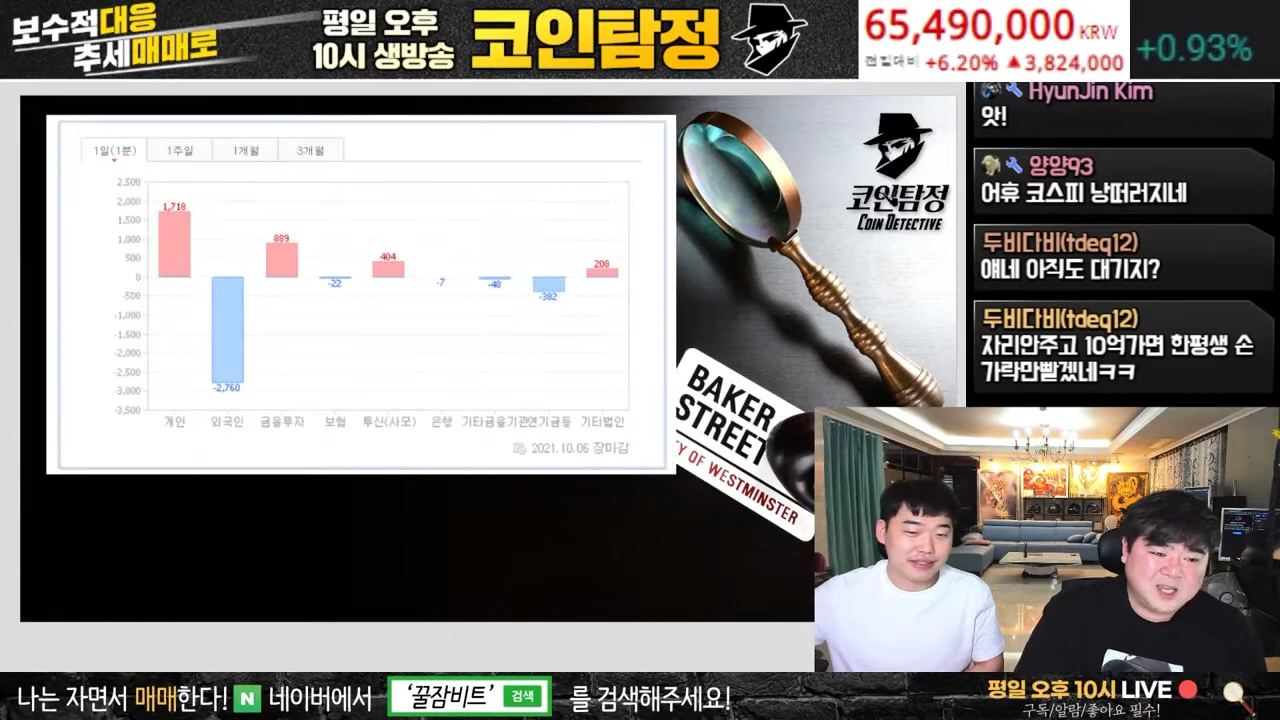 보수적대응
추세매매로
평일 오후
10시 생방송
코인탐정
65,490,000 KRW
전일대비 +6.20% ▲3,824,000
+0.93%
1일(1분) 1주일 1개월 3개월
2,500
2,000
1,500
1,000
500
0
-500
-1,000
-1,500
-2,000
-2,500
-3,000
-3,500
1,718
-2,760
889
-22
404
-7
-48
-382
208
개인 외국인 금융투자 보험 투신(사모) 은행 기타금융기관 연기금등 기타법인
2021.10.06 장마감
코인탐정
COIN DETECTIVE
BAKER
STREET
TY OF WESTMINSTER
HyunJin Kim
앗!
양양93
어휴 코스피 낭떠러지네
두비다비(tdeq12)
얘네 아직도 대기지?
두비다비(tdeq12)
자리안주고 10억가면 한평생 손
가락만빨겠네ㅋㅋ
나는 자면서 매매한다! N 네이버에서 '꿀잠비트' 검색 를 검색해주세요!
평일 오후 10시 LIVE
구독/알람/좋아요 필수!